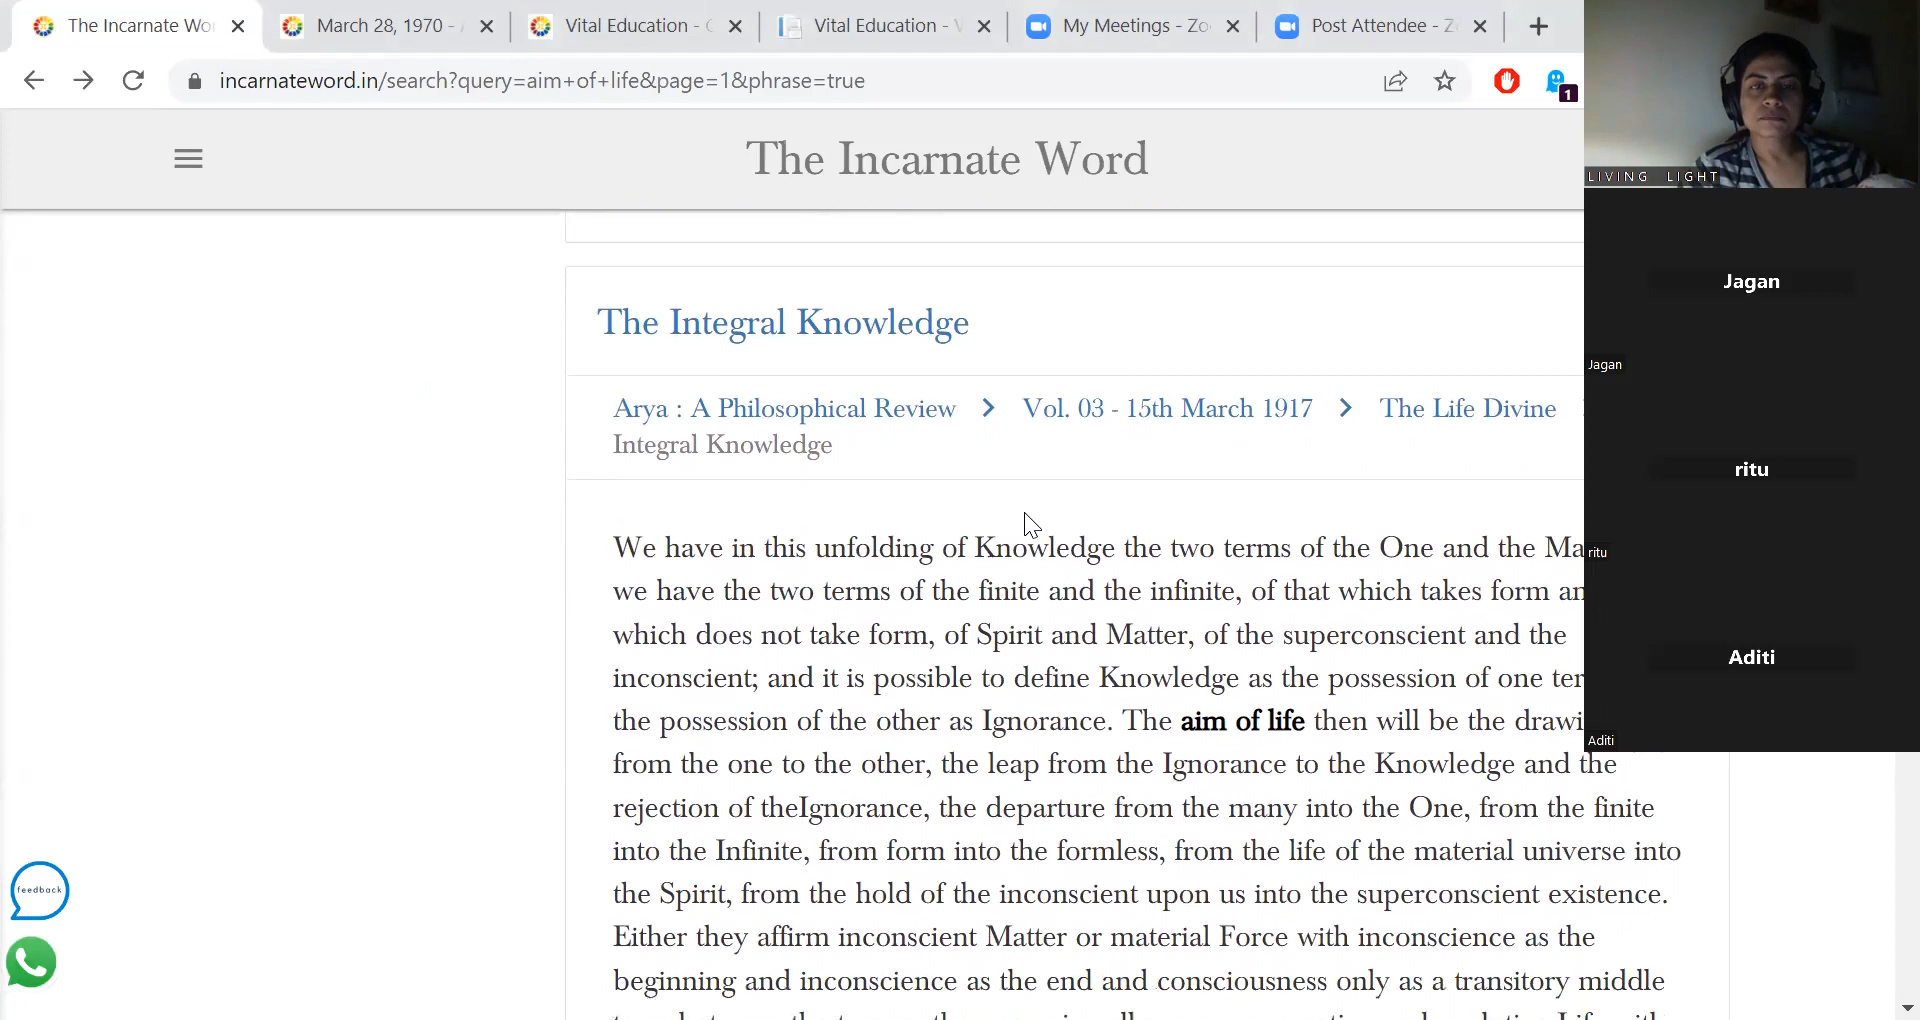 The Incarnate Wo
March 28, 1970 -
Vital Education -
Vital Education -
My Meetings - Zo
Post Attendee - Z
incarnateword.in/search?query=aim+of+life&page=1&phrase=true
1
The Incarnate Word
LIVING LIGHT
Jagan
Jagan
ritu
ritu
Aditi
Aditi
The Integral Knowledge
Arya : A Philosophical Review > Vol. 03 - 15th March 1917 > The Life Divine
Integral Knowledge
We have in this unfolding of Knowledge the two terms of the One and the Ma
we have the two terms of the finite and the infinite, of that which takes form an
which does not take form, of Spirit and Matter, of the superconscient and the
inconscient; and it is possible to define Knowledge as the possession of one ter
the possession of the other as Ignorance. The aim of life then will be the drawi
from the one to the other, the leap from the Ignorance to the Knowledge and the
rejection of theIgnorance, the departure from the many into the One, from the finite
into the Infinite, from form into the formless, from the life of the material universe into
the Spirit, from the hold of the inconscient upon us into the superconscient existence.
Either they affirm inconscient Matter or material Force with inconscience as the
beginning and inconscience as the end and consciousness only as a transitory middle
feedback